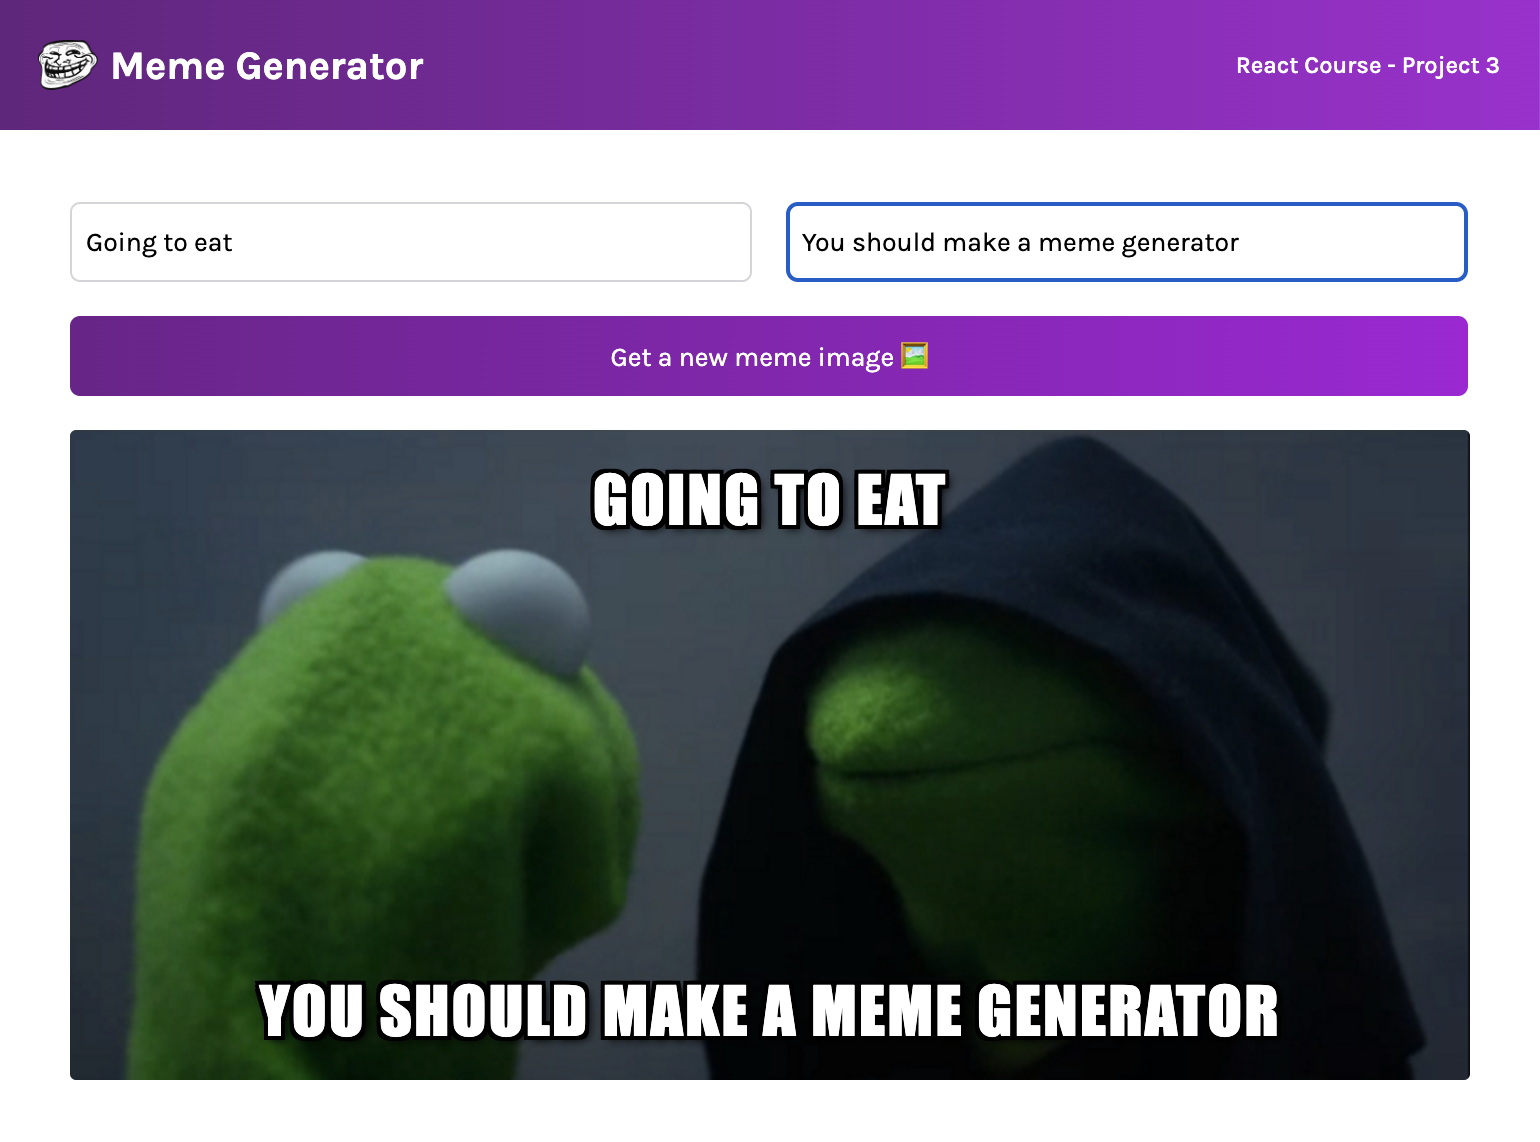 Meme Generator
React Course - Project 3
Going to eat
You should make a meme generator
Get a new meme image
GOING TO EAT
YOU SHOULD MAKE A MEME GENERATOR